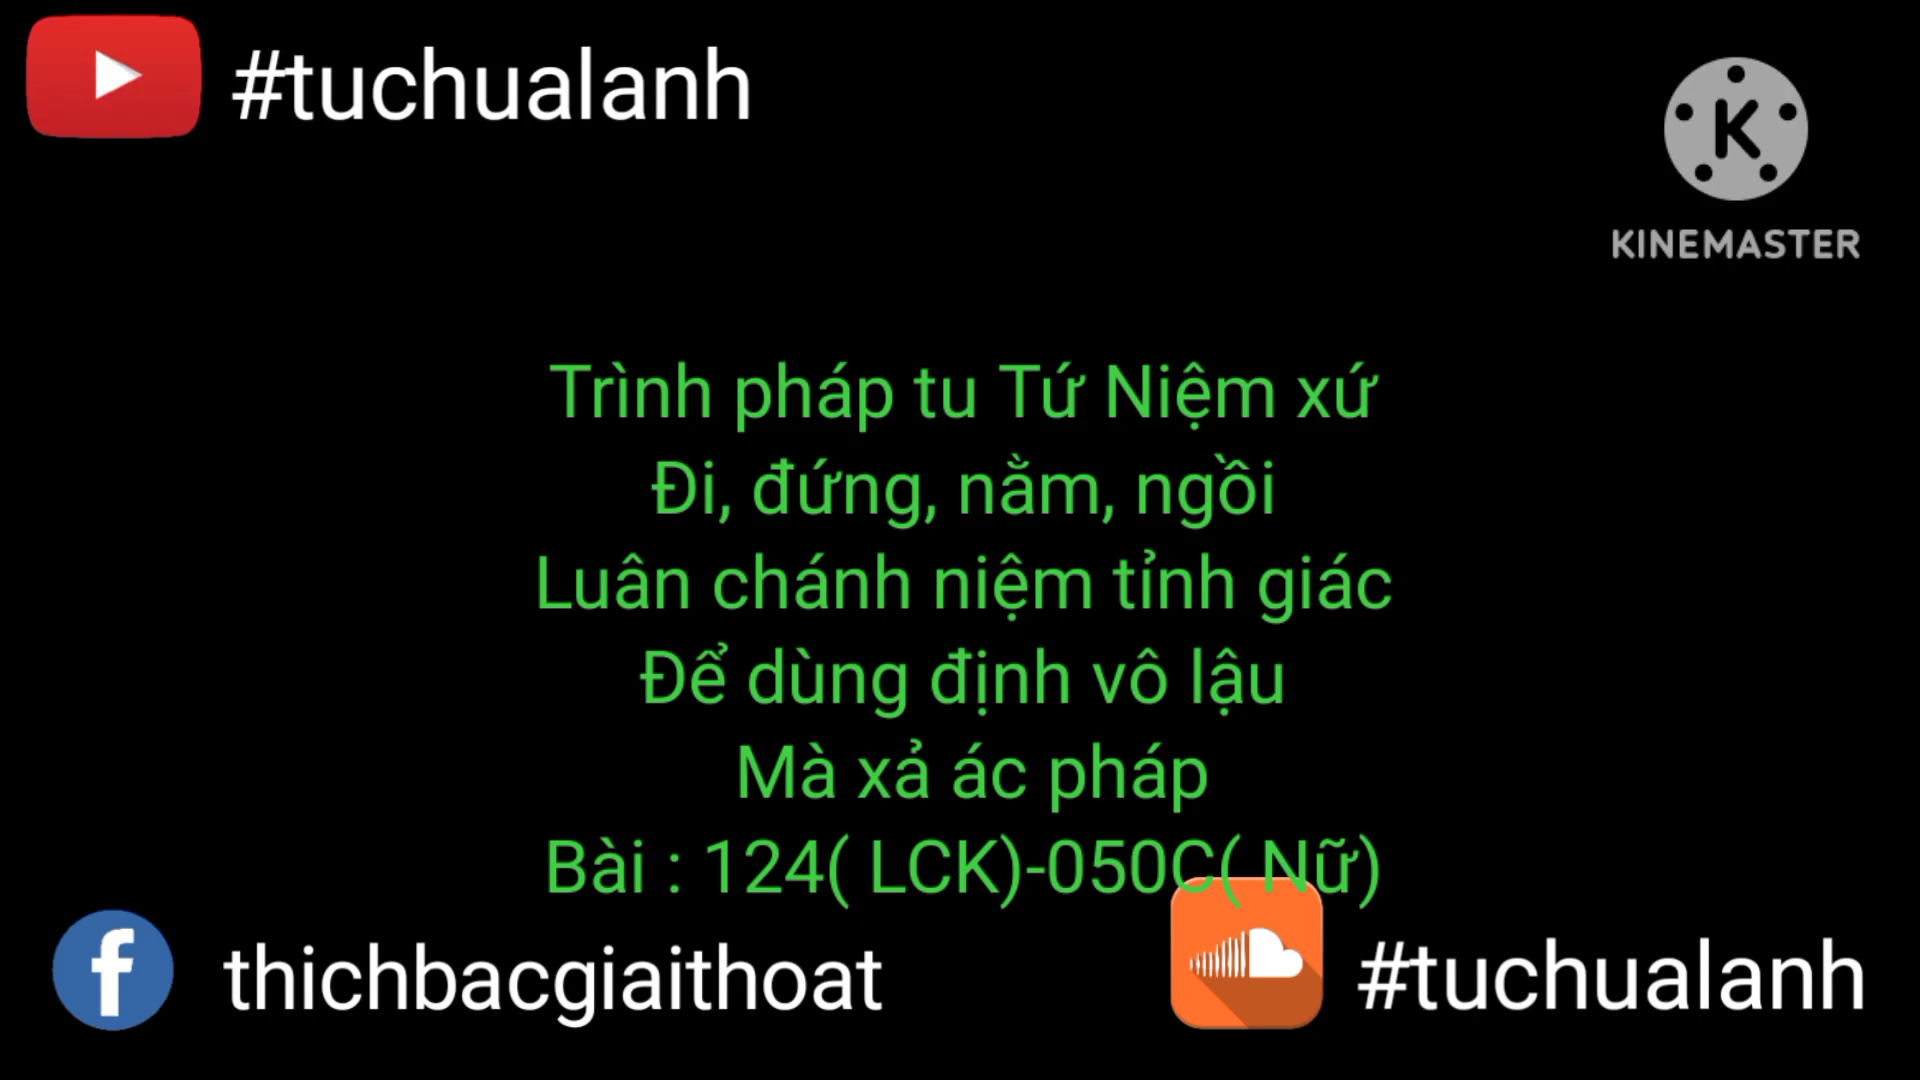 #tuchualanh
K
KINEMASTER
Trình pháp tu Tứ Niệm xứ
Đi, đứng, nằm, ngồi
Luân chánh niệm tỉnh giác
Để dùng định vô lậu
Mà xả ác pháp
Bài : 124( LCK)-050C( Nữ)
f thichbacgiaithoat
#tuchualanh